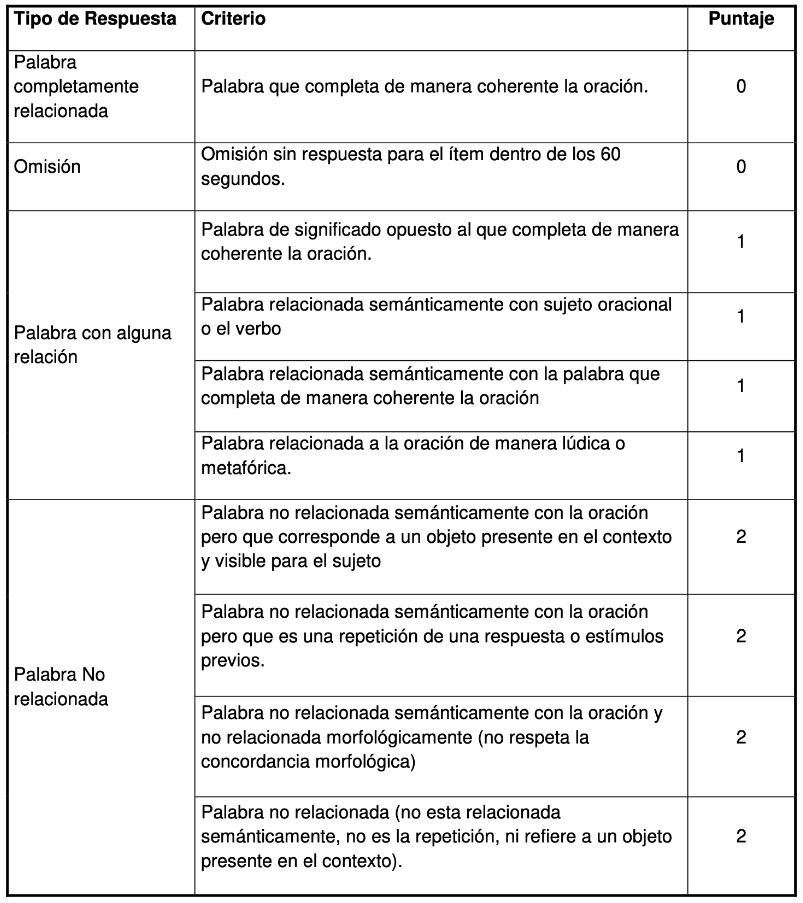 Tipo de Respuesta Criterio Puntaje
Palabra
completamente
relacionada
Palabra que completa de manera coherente la oración. 0
Omisión
Omisión sin respuesta para el ítem dentro de los 60
segundos.
0
Palabra con alguna
relación
Palabra de significado opuesto al que completa de manera
coherente la oración.
1
Palabra relacionada semánticamente con sujeto oracional
o el verbo
1
Palabra relacionada semánticamente con la palabra que
completa de manera coherente la oración
1
Palabra relacionada a la oración de manera lúdica o
metafórica.
1
Palabra No
relacionada
Palabra no relacionada semánticamente con la oración
pero que corresponde a un objeto presente en el contexto
y visible para el sujeto
2
Palabra no relacionada semánticamente con la oración
pero que es una repetición de una respuesta o estímulos
previos.
2
Palabra no relacionada semánticamente con la oración y
no relacionada morfológicamente (no respeta la
concordancia morfológica)
2
Palabra no relacionada (no esta relacionada
semánticamente, no es la repetición, ni refiere a un objeto
presente en el contexto).
2